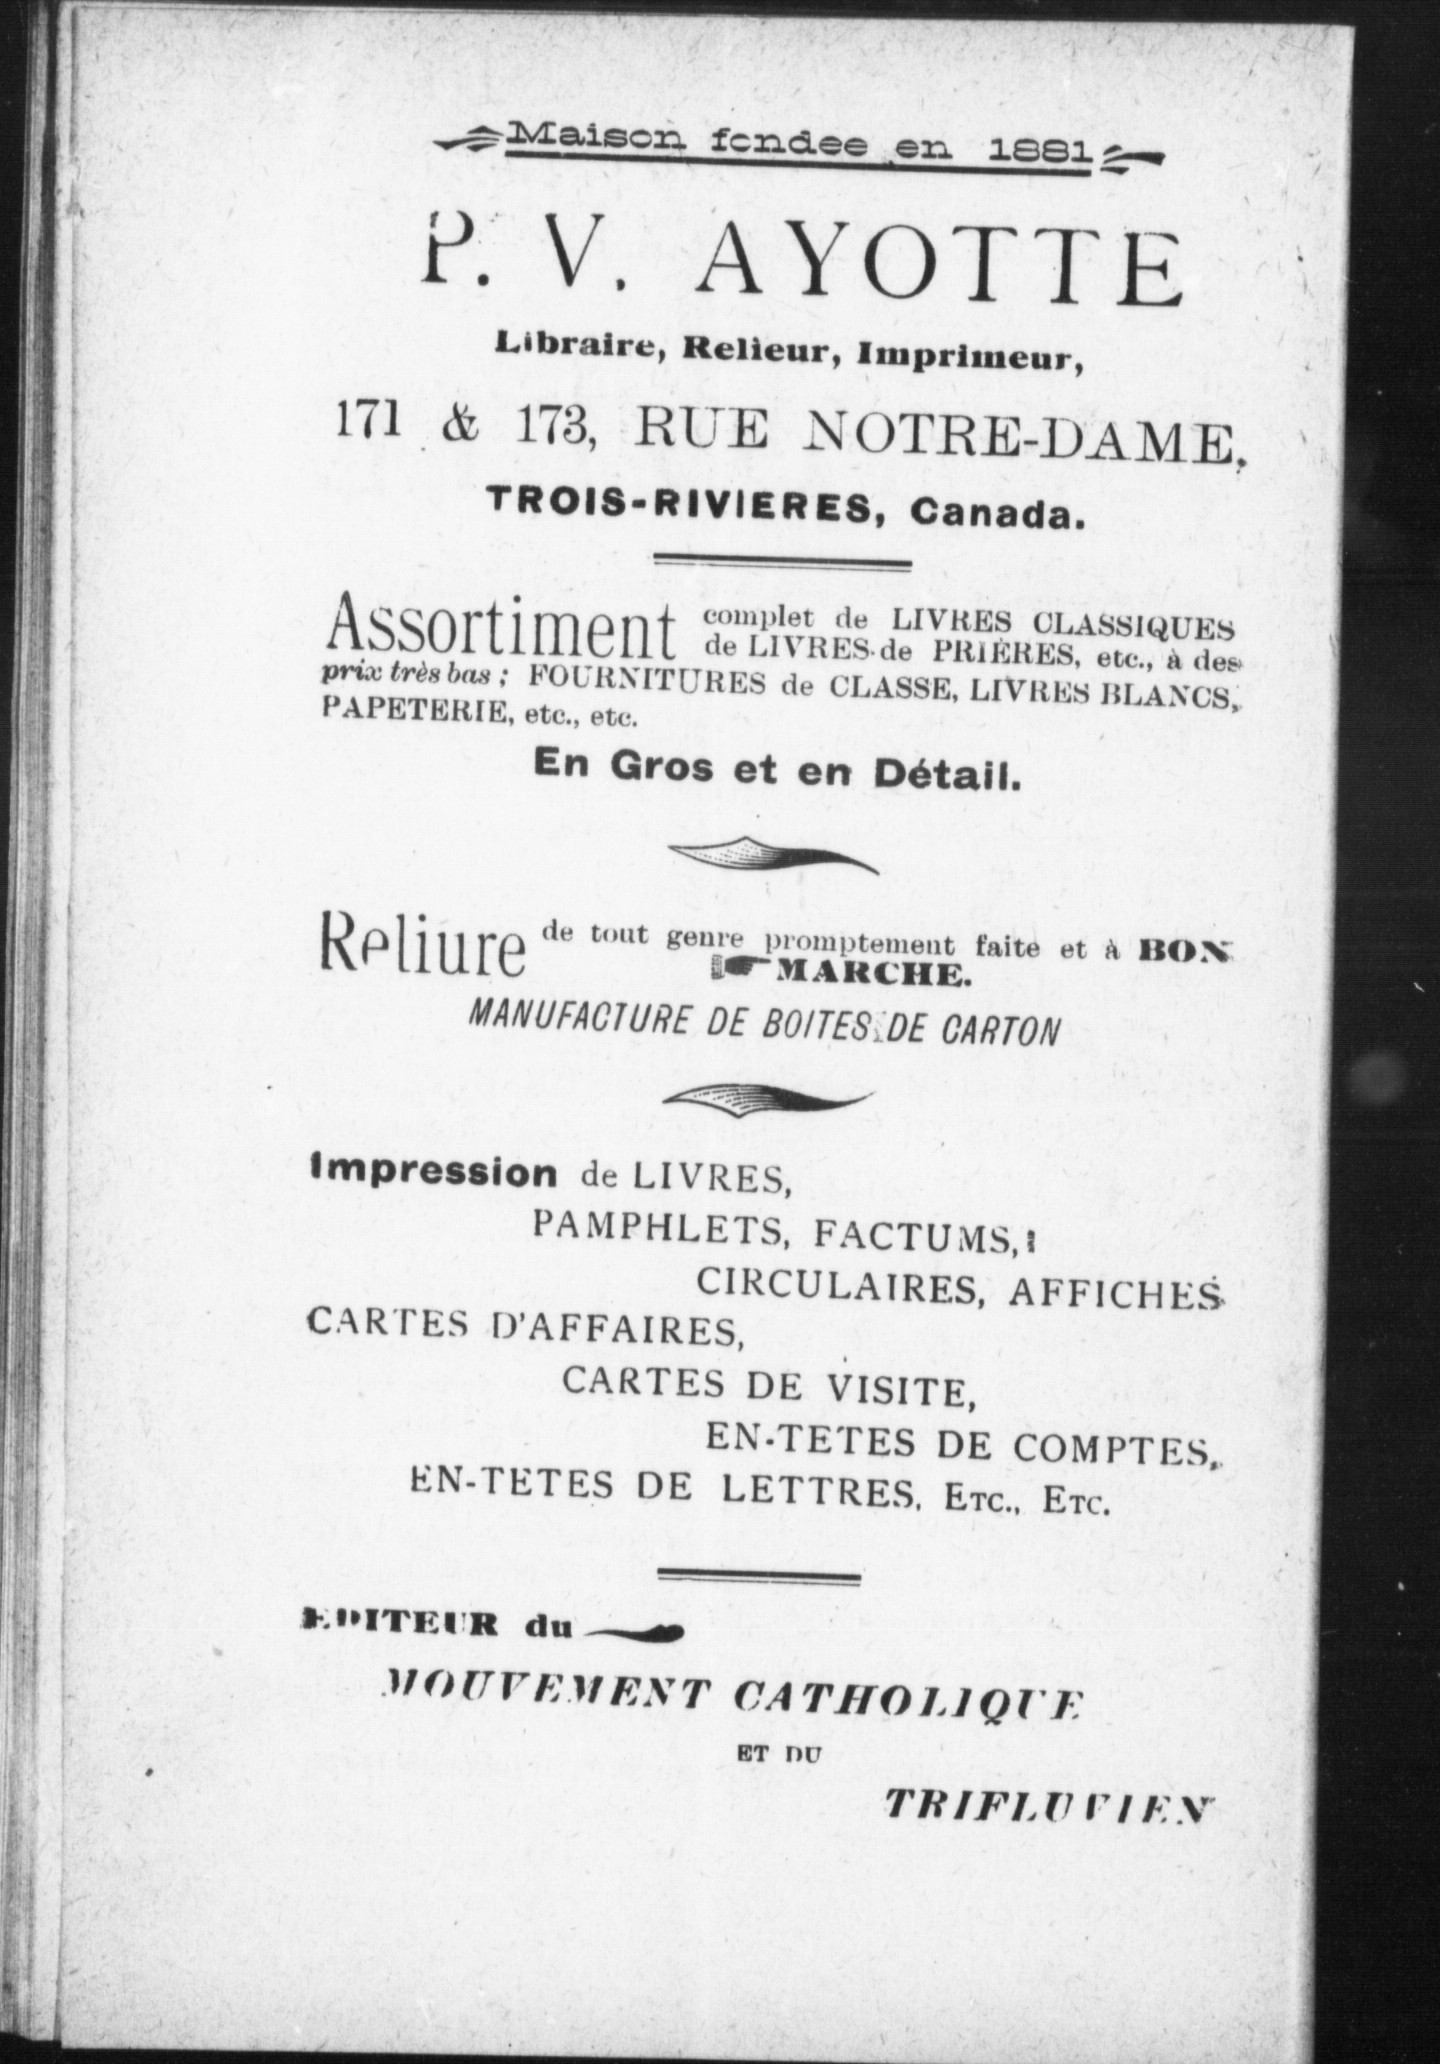 Maison fondee en 1881
P. V. AYOTTE
Libraire, Relieur, Imprimeur,
171 & 173, RUE NOTRE-DAME,
TROIS-RIVIERES, Canada.
Assortiment complet de LIVRES CLASSIQUES
de LIVRES de PRIÈRES, etc., à des
prix très bas ; FOURNITURES de CLASSE, LIVRES BLANCS,
PAPETERIE, etc., etc.
En Gros et en Détail.
Reliure de tout genre promptement faite et à BON
MARCHE.
MANUFACTURE DE BOITES DE CARTON
Impression de LIVRES,
PAMPHLETS, FACTUMS,
CIRCULAIRES, AFFICHES
CARTES D'AFFAIRES,
CARTES DE VISITE,
EN-TETES DE COMPTES,
EN-TETES DE LETTRES, ETC., ETC.
EDITEUR du
MOUVEMENT CATHOLIQUE
ET DU
TRIFLUVIEN